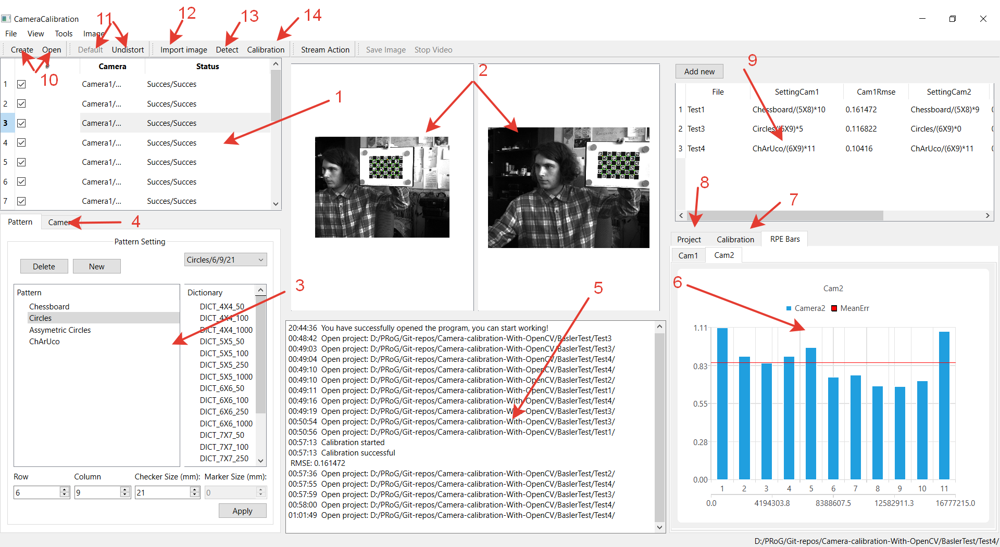 CameraCalibration
File View Tools Image
11 12 13 14
Create Open Default Undistort Import image Detect Calibration Stream Action Save Image Stop Video
10
# Camera Status
1 Camera1/... Succes/Succes
2 Camera1/... Succes/Succes
3 Camera1/... Succes/Succes
4 Camera1/... Succes/Succes
5 Camera1/... Succes/Succes
6 Camera1/... Succes/Succes
7 Camera1/... Succes/Succes
1
2
Pattern Camer
4
Pattern Setting
Delete New Circles/6/9/21
Pattern
Chessboard
Circles
Assymetric Circles
ChArUco
3
Dictionary
DICT_4X4_50
DICT_4X4_100
DICT_4X4_1000
DICT_5X5_50
DICT_5X5_100
DICT_5X5_250
DICT_5X5_1000
DICT_6X6_50
DICT_6X6_100
DICT_6X6_250
DICT_6X6_1000
DICT_7X7_50
DICT_7X7_100
DICT_7X7_250
Row Column Checker Size (mm): Marker Size (mm):
6 9 21 0
Apply
5
20:44:36 You have successfully opened the program, you can start working!
00:48:42 Open project: D:/PRoG/Git-repos/Camera-calibration-With-OpenCV/BaslerTest/Test3
00:49:03 Open project: D:/PRoG/Git-repos/Camera-calibration-With-OpenCV/BaslerTest/Test3/
00:49:04 Open project: D:/PRoG/Git-repos/Camera-calibration-With-OpenCV/BaslerTest/Test4/
00:49:10 Open project: D:/PRoG/Git-repos/Camera-calibration-With-OpenCV/BaslerTest/Test4/
00:49:10 Open project: D:/PRoG/Git-repos/Camera-calibration-With-OpenCV/BaslerTest/Test2/
00:49:11 Open project: D:/PRoG/Git-repos/Camera-calibration-With-OpenCV/BaslerTest/Test1/
00:49:16 Open project: D:/PRoG/Git-repos/Camera-calibration-With-OpenCV/BaslerTest/Test4/
00:49:19 Open project: D:/PRoG/Git-repos/Camera-calibration-With-OpenCV/BaslerTest/Test3/
00:50:54 Open project: D:/PRoG/Git-repos/Camera-calibration-With-OpenCV/BaslerTest/Test3/
00:50:56 Open project: D:/PRoG/Git-repos/Camera-calibration-With-OpenCV/BaslerTest/Test1/
00:57:13 Calibration started
00:57:13 Calibration successful
RMSE: 0.161472
00:57:36 Open project: D:/PRoG/Git-repos/Camera-calibration-With-OpenCV/BaslerTest/Test2/
00:57:55 Open project: D:/PRoG/Git-repos/Camera-calibration-With-OpenCV/BaslerTest/Test4/
00:57:59 Open project: D:/PRoG/Git-repos/Camera-calibration-With-OpenCV/BaslerTest/Test3/
00:58:00 Open project: D:/PRoG/Git-repos/Camera-calibration-With-OpenCV/BaslerTest/Test4/
01:01:49 Open project: D:/PRoG/Git-repos/Camera-calibration-With-OpenCV/BaslerTest/Test4/
Add new
9
File SettingCam1 Cam1Rmse SettingCam2
1 Test1 Chessboard/(5X8)*10 0.161472 Chessboard/(5X8)*9
2 Test3 Circles/(6X9)*5 0.116822 Circles/(6X9)*0
3 Test4 ChArUco/(6X9)*11 0.10416 ChArUco/(6X9)*11
8
7
Project Calibration RPE Bars
Cam1 Cam2
6
Cam2
Camera2 MeanErr
1.11
0.83
0.55
0.28
0.00
1 2 3 4 5 6 7 8 9 10 11
0.0 4194303.8 8388607.5 12582911.3 16777215.0
D:/PRoG/Git-repos/Camera-calibration-With-OpenCV/BaslerTest/Test4/